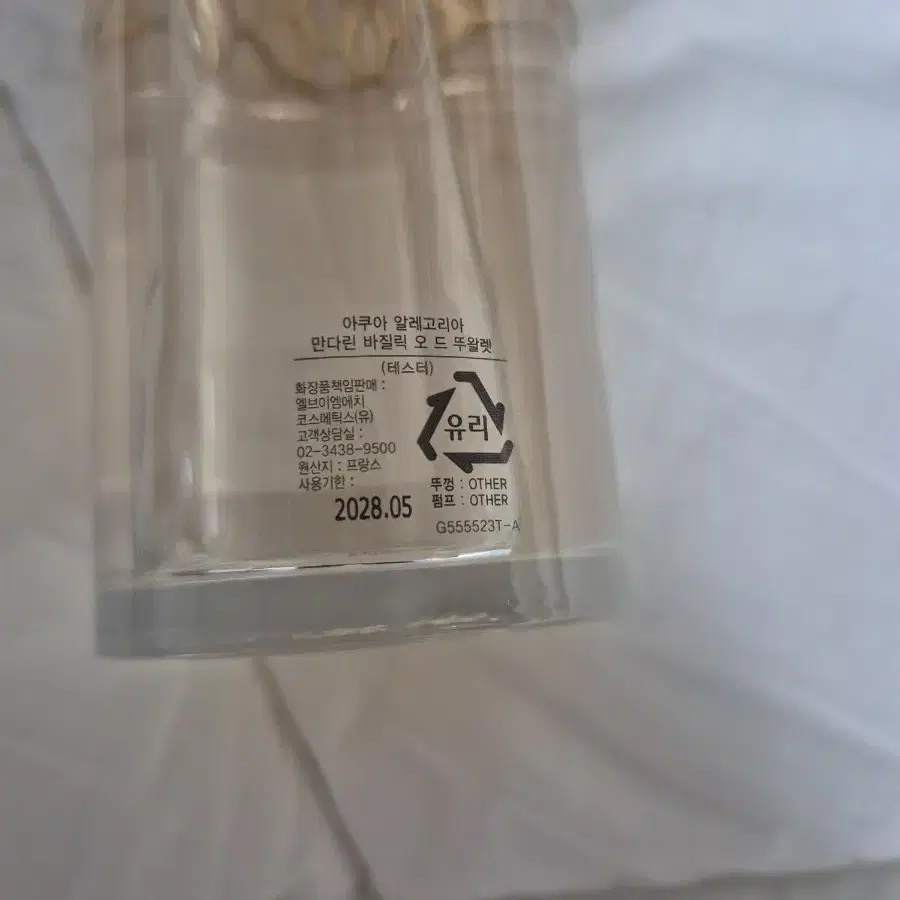 아쿠아 알레고리아
만다린 바질릭 오 드 뚜왈렛
(테스터)
화장품책임판매 :
엘브이엠에치
코스메틱스(유)
고객상담실 :
02-3438-9500
원산지 : 프랑스
사용기한 :
2028.05
유리
뚜껑 : OTHER
펌프 : OTHER
G555523T-A